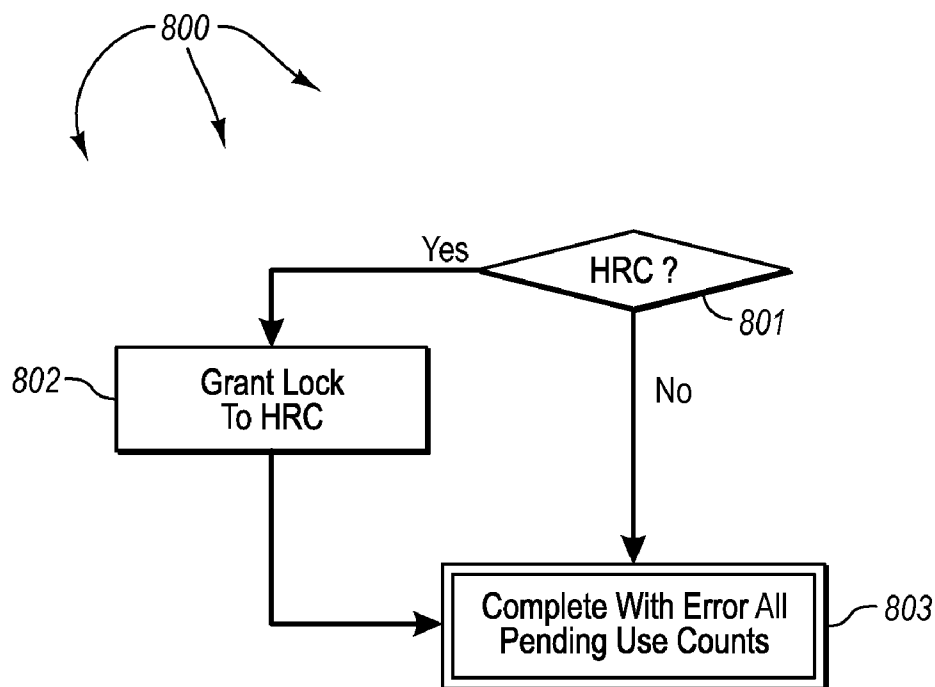 800
Yes
HRC ?
801
802
Grant Lock
To HRC
No
Complete With Error All
Pending Use Counts
803